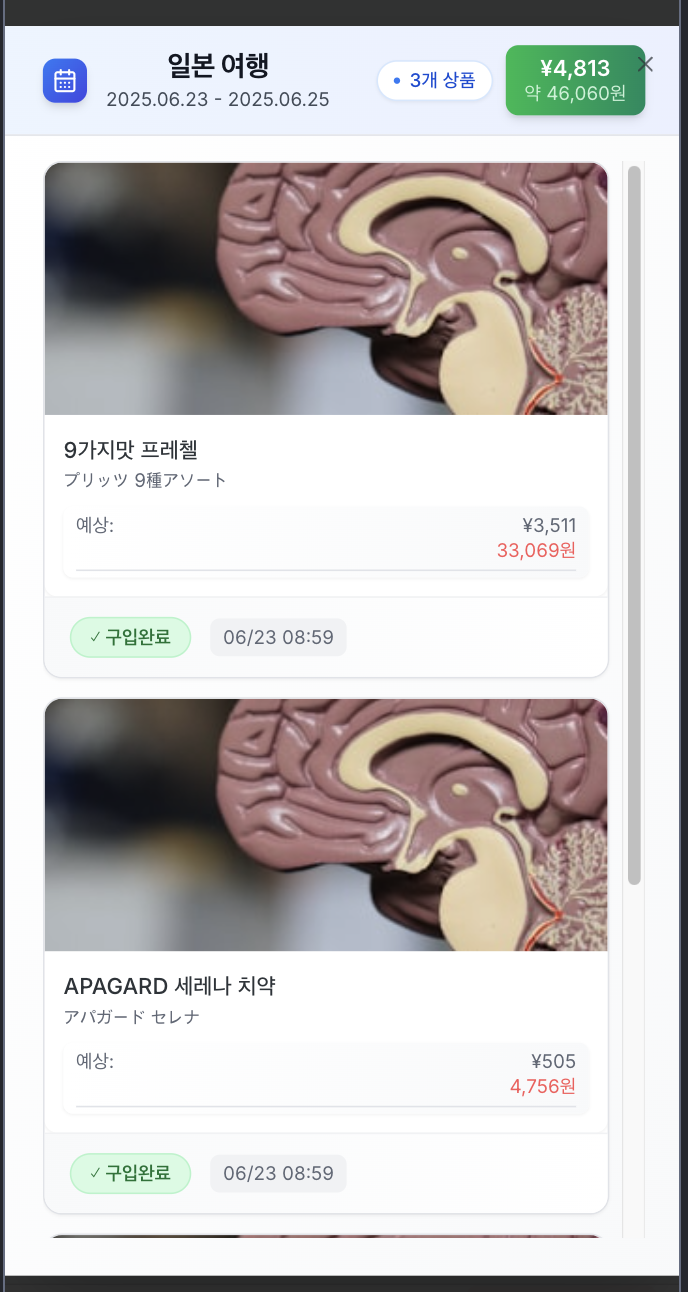 일본 여행
2025.06.23 - 2025.06.25
• 3개 상품
¥4,813
약 46,060원
9가지맛 프레첼
プリッツ 9種アソート
예상:
¥3,511
33,069원
✓ 구입완료
06/23 08:59
APAGARD 세레나 치약
アパガード セレナ
예상:
¥505
4,756원
✓ 구입완료
06/23 08:59